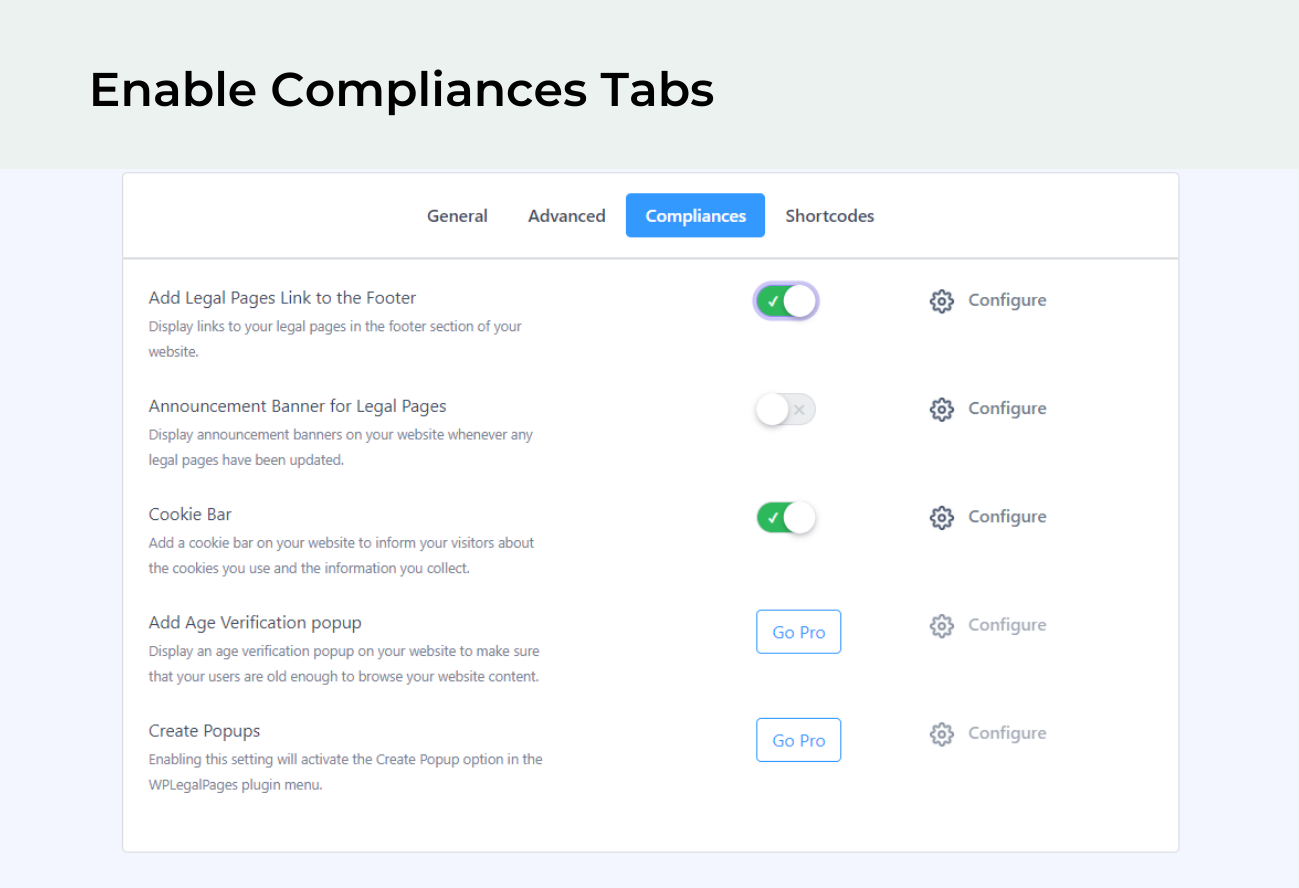 Enable Compliances Tabs
General Advanced Compliances Shortcodes
Add Legal Pages Link to the Footer
Configure
Display links to your legal pages in the footer section of your
website.
Announcement Banner for Legal Pages
Configure
Display announcement banners on your website whenever any
legal pages have been updated.
Cookie Bar
Configure
Add a cookie bar on your website to inform your visitors about
the cookies you use and the information you collect.
Add Age Verification popup
Go Pro
Configure
Display an age verification popup on your website to make sure
that your users are old enough to browse your website content.
Create Popups
Go Pro
Configure
Enabling this setting will activate the Create Popup option in the
WPLegalPages plugin menu.